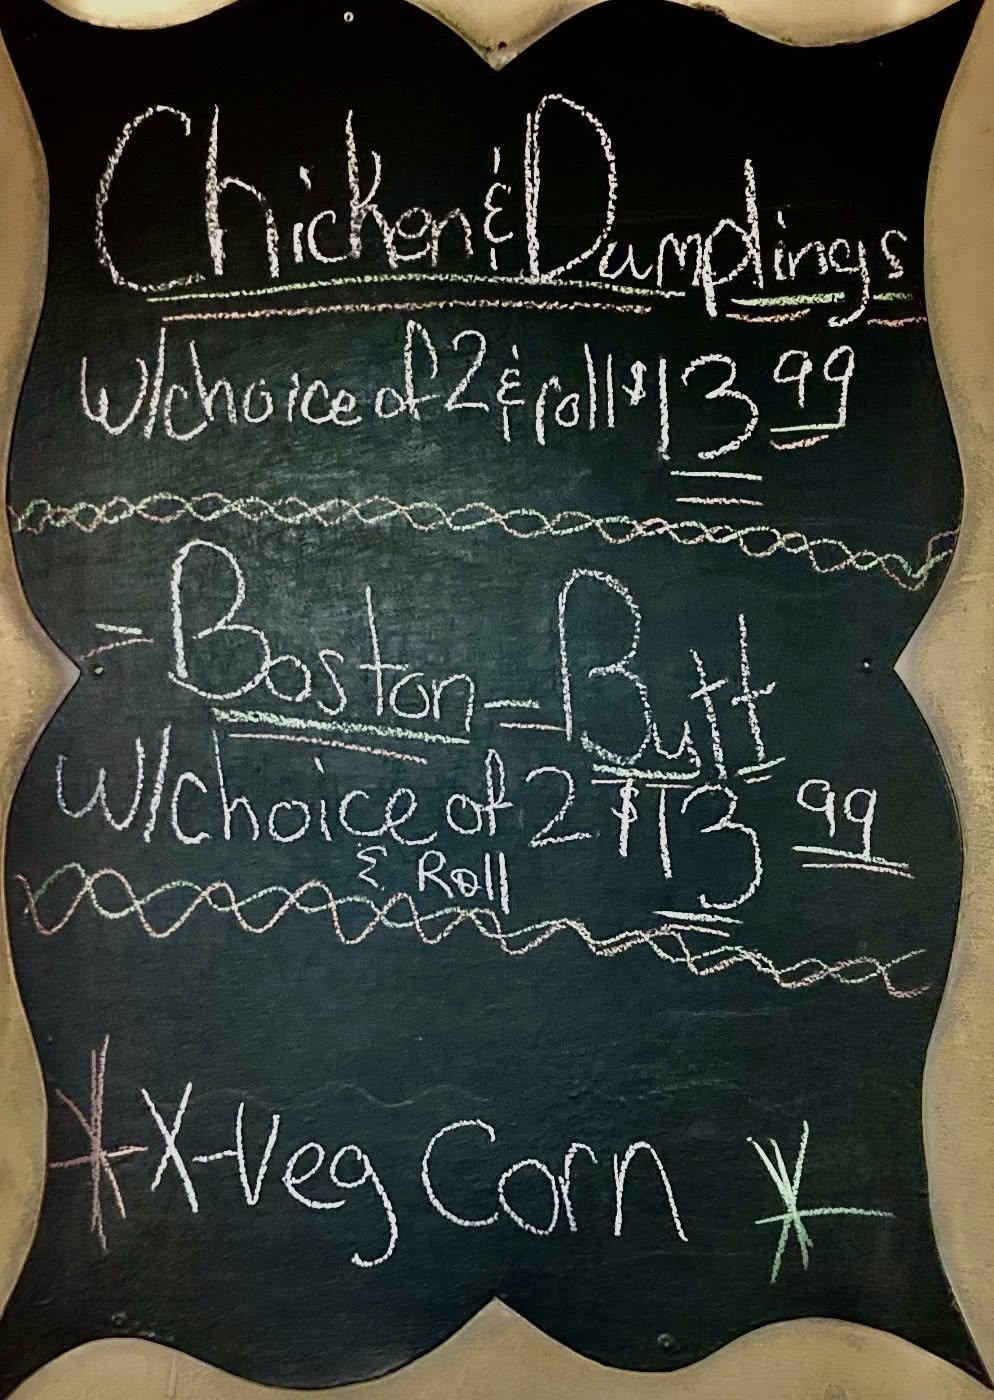 Chicken & Dumplings
w/choice of 2 & roll $13 99
- Boston - Butt
w/choice of 2 $13 99
& Roll
* X-Veg Corn *